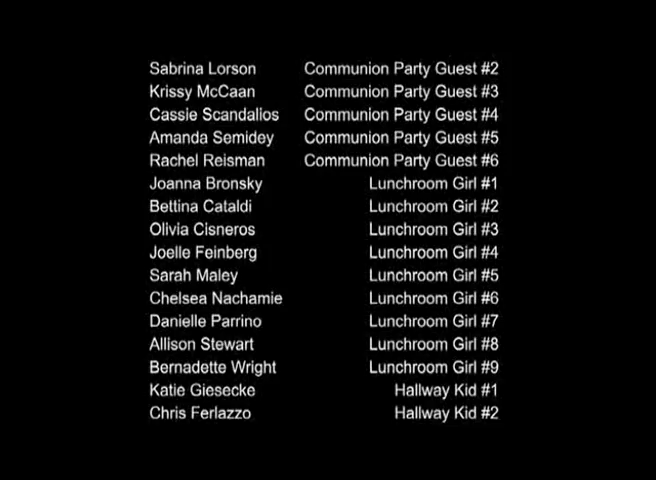 Sabrina Lorson Communion Party Guest #2
Krissy McCaan Communion Party Guest #3
Cassie Scandalios Communion Party Guest #4
Amanda Semidey Communion Party Guest #5
Rachel Reisman Communion Party Guest #6
Joanna Bronsky Lunchroom Girl #1
Bettina Cataldi Lunchroom Girl #2
Olivia Cisneros Lunchroom Girl #3
Joelle Feinberg Lunchroom Girl #4
Sarah Maley Lunchroom Girl #5
Chelsea Nachamie Lunchroom Girl #6
Danielle Parrino Lunchroom Girl #7
Allison Stewart Lunchroom Girl #8
Bernadette Wright Lunchroom Girl #9
Katie Giesecke Hallway Kid #1
Chris Ferlazzo Hallway Kid #2